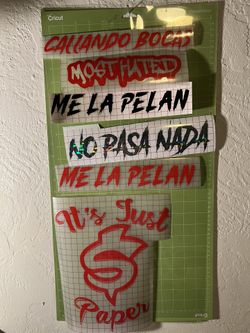 Cricut
CALLANDO BOCAS
MOST HATED
ME LA PELAN
NO PASA NADA
ME LA PELAN
It's Just
Paper